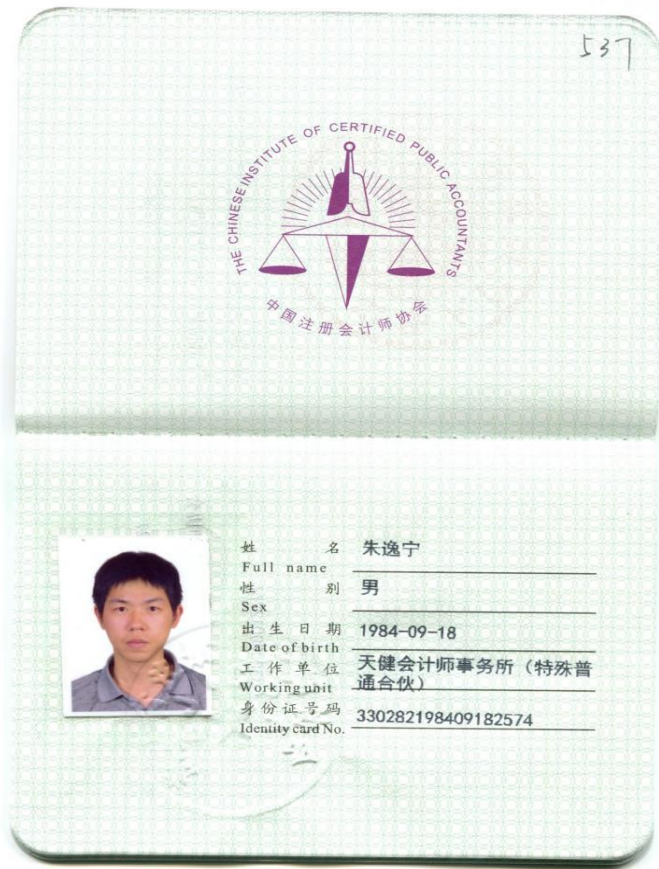 537
THE CHINESE INSTITUTE OF CERTIFIED PUBLIC ACCOUNTANTS
中国注册会计师协会
姓 名 朱逸宁
Full name
性 别 男
Sex
出生日期 1984-09-18
Date of birth
工作单位 天健会计师事务所（特殊普
Working unit 通合伙）
身份证号码 330282198409182574
Identity card No.